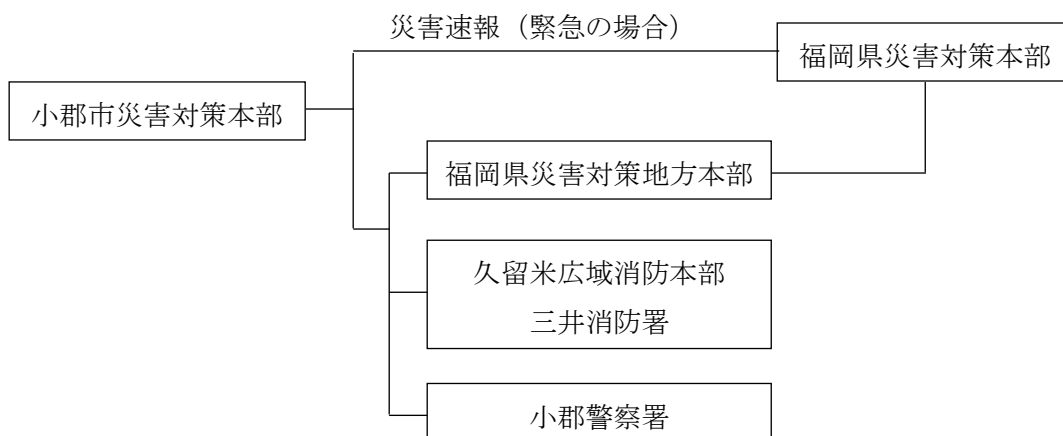 災害速報（緊急の場合）
福岡県災害対策本部
小郡市災害対策本部
福岡県災害対策地方本部
久留米広域消防本部
三井消防署
小郡警察署